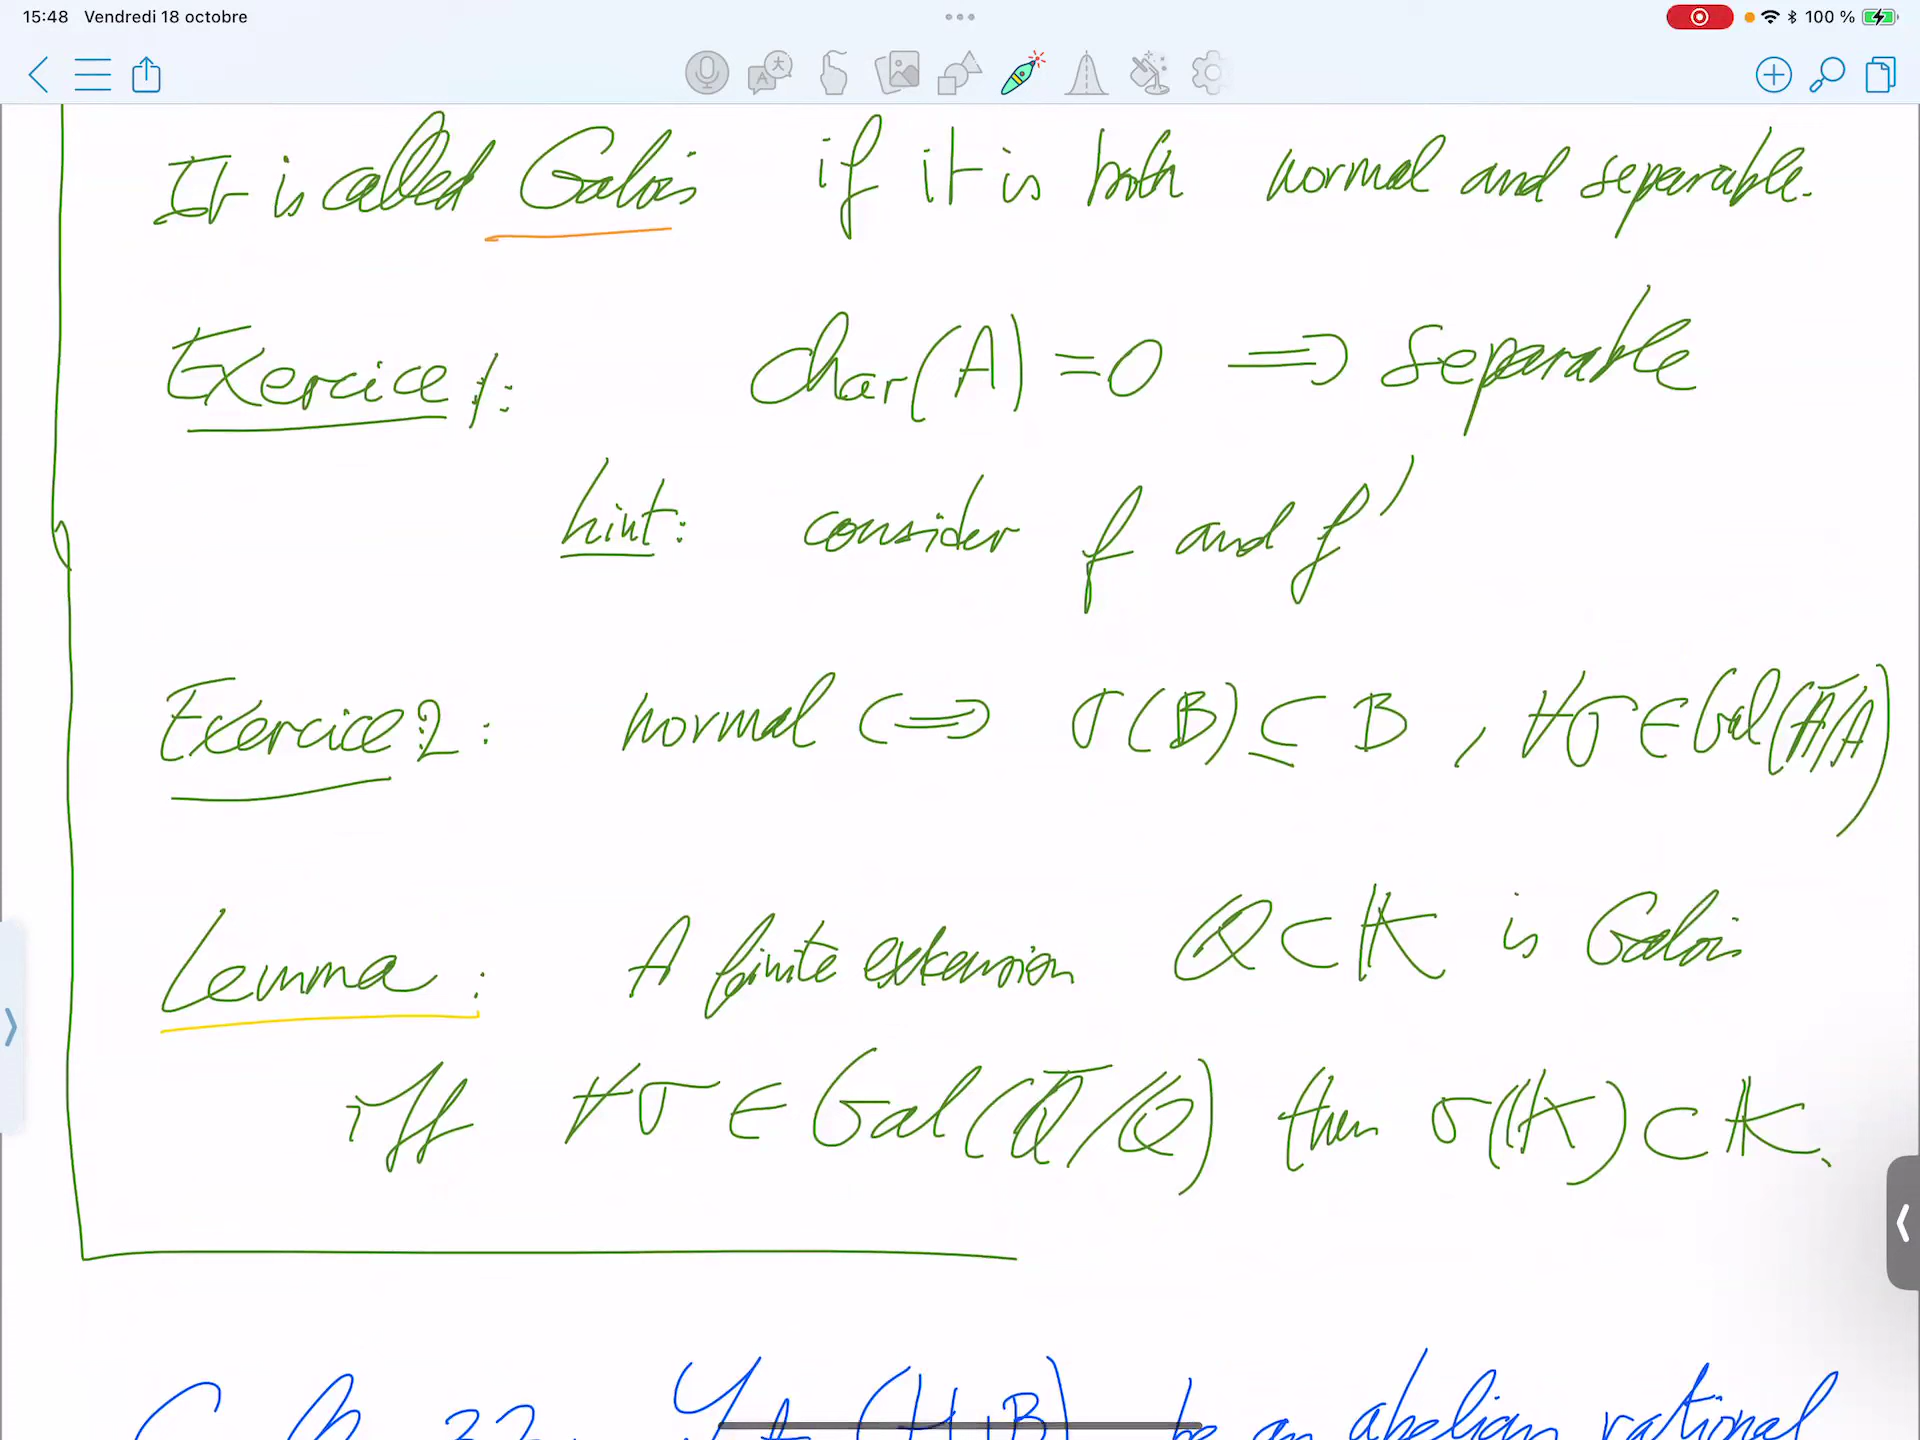 15:48 Vendredi 18 octobre 100 %
It is called Galois if it is both normal and separable.
Exercice 1: char(A) = 0 ⟹ separable
hint: consider f and f'
Exercice 2: normal ⟺ σ(B) ⊆ B, ∀σ ∈ Gal(Ā/A)
Lemma: A finite extension ℚ ⊂ 𝕂 is Galois
iff ∀σ ∈ Gal(ℚ̄/ℚ) then σ(𝕂) ⊂ 𝕂.
(H, B) be an abelian rational